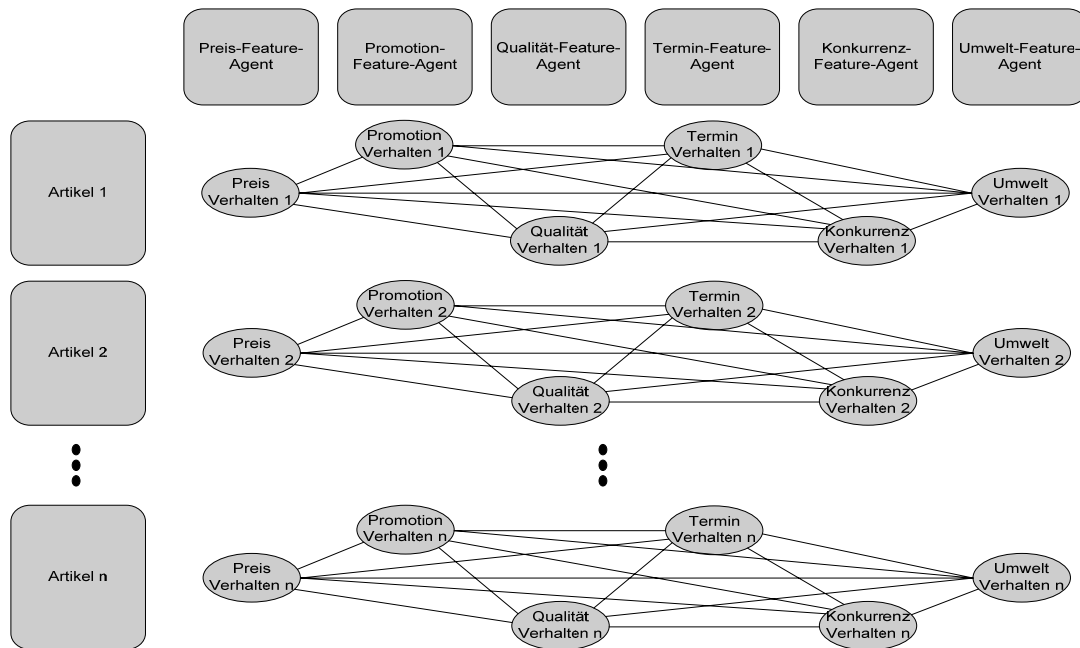 Preis-Feature-
Agent
Promotion-
Feature-Agent
Qualität-Feature-
Agent
Termin-Feature-
Agent
Konkurrenz-
Feature-Agent
Umwelt-Feature-
Agent
Artikel 1
Promotion
Verhalten 1
Termin
Verhalten 1
Preis
Verhalten 1
Umwelt
Verhalten 1
Qualität
Verhalten 1
Konkurrenz
Verhalten 1
Artikel 2
Promotion
Verhalten 2
Termin
Verhalten 2
Preis
Verhalten 2
Umwelt
Verhalten 2
Qualität
Verhalten 2
Konkurrenz
Verhalten 2
Artikel n
Promotion
Verhalten n
Termin
Verhalten n
Preis
Verhalten n
Umwelt
Verhalten n
Qualität
Verhalten n
Konkurrenz
Verhalten n